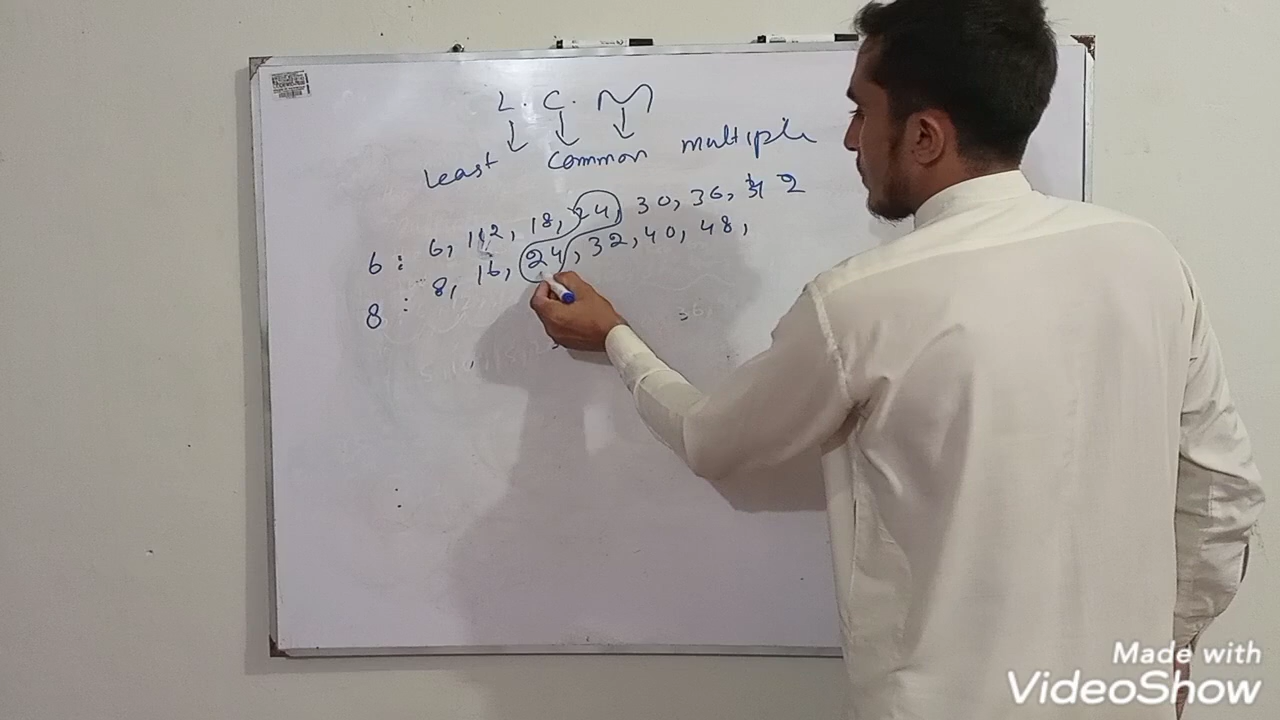 L. C. M
Least Common multiple
6 : 6, 12, 18, 24, 30, 36, 42
8 : 8, 16, 24, 32, 40, 48,
Made with
VideoShow